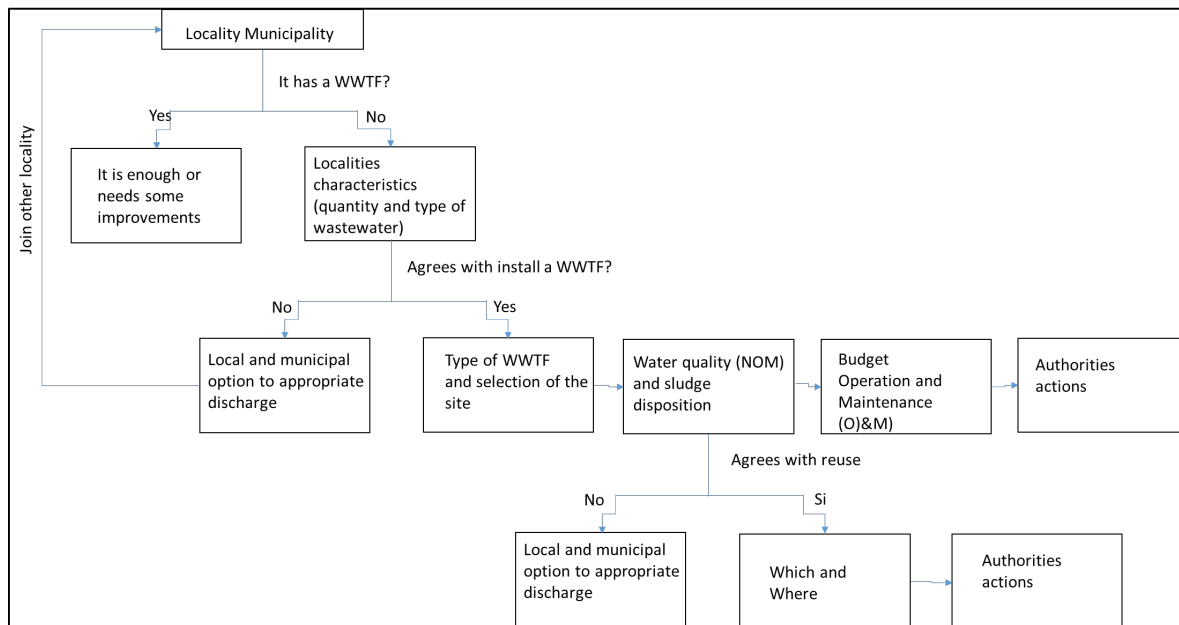 Locality Municipality
It has a WWTF?
Yes
No
Join other locality
It is enough or
needs some
improvements
Localities
characteristics
(quantity and type of
wastewater)
Agrees with install a WWTF?
No
Yes
Local and municipal
option to appropriate
discharge
Type of WWTF
and selection of the
site
Water quality (NOM)
and sludge
disposition
Budget
Operation and
Maintenance
(O)&M)
Authorities
actions
Agrees with reuse
No
Si
Local and municipal
option to appropriate
discharge
Which and
Where
Authorities
actions